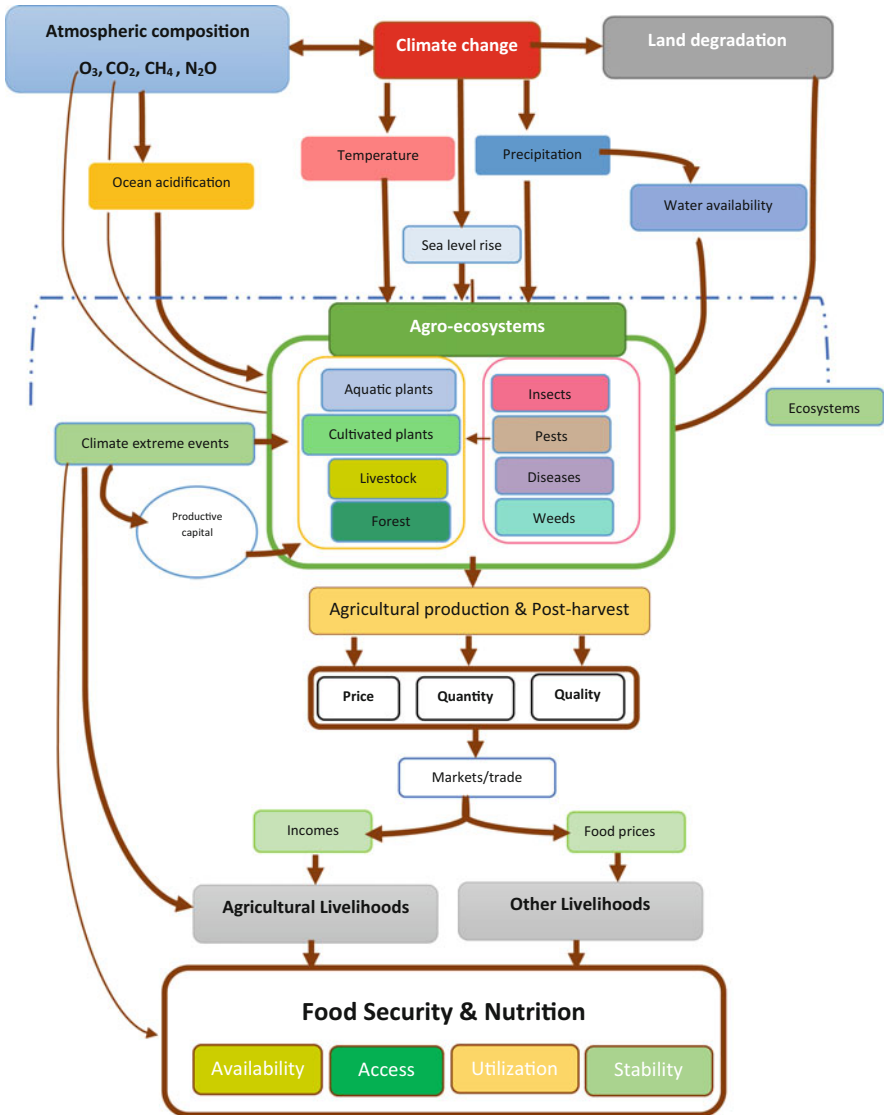 Atmospheric composition
O₃, CO₂, CH₄, N₂O
Climate change
Land degradation
Temperature
Precipitation
Ocean acidification
Water availability
Sea level rise
Agro-ecosystems
Aquatic plants
Insects
Ecosystems
Cultivated plants
Pests
Climate extreme events
Livestock
Diseases
Forest
Weeds
Productive
capital
Agricultural production & Post-harvest
Price
Quantity
Quality
Markets/trade
Incomes
Food prices
Agricultural Livelihoods
Other Livelihoods
Food Security & Nutrition
Availability
Access
Utilization
Stability